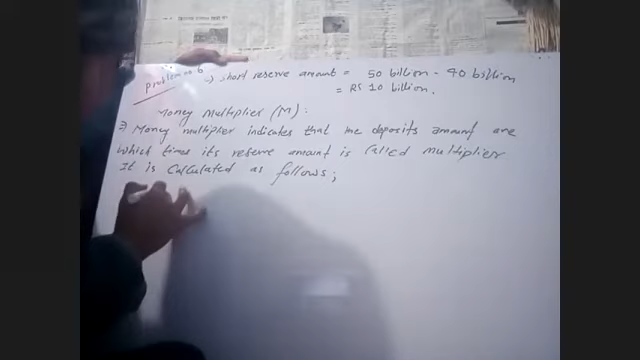 problem no 6
c) short reserve amount = 50 billion - 40 billion
= RS 10 billion.
Money Multiplier (M).
⇒ Money multiplier indicates that the deposits amount are
which times its reserve amount is called multiplier
It is Calculated as follows;